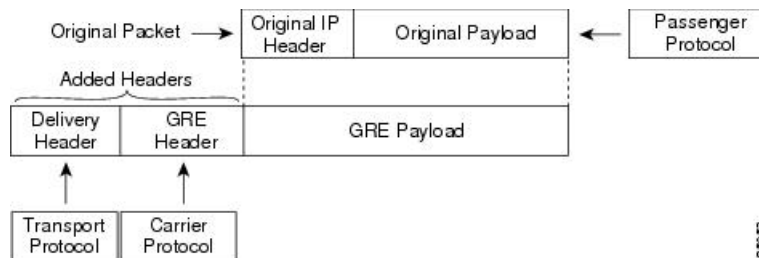 Original Packet
Original IP
Header
Original Payload
Passenger
Protocol
Added Headers
Delivery
Header
GRE
Header
GRE Payload
Transport
Protocol
Carrier
Protocol